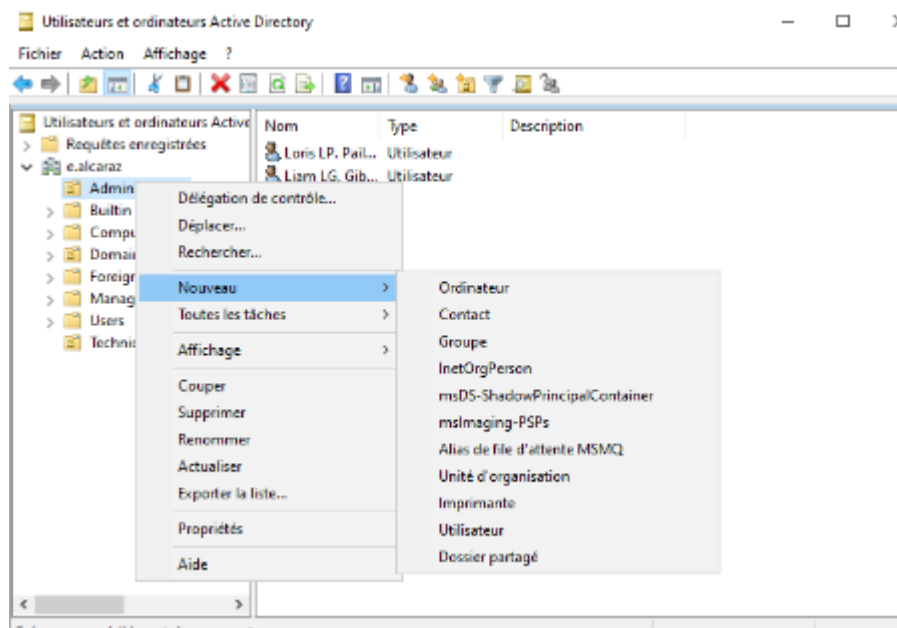 Utilisateurs et ordinateurs Active Directory
Fichier Action Affichage ?
Utilisateurs et ordinateurs Active
Requêtes enregistrées
e.alcaraz
Admin
Builtin
Compu
Domai
Foreigr
Manag
Users
Technic
Nom Type Description
Loris LP. Pail... Utilisateur
Liam LG. Gib... Utilisateur
Délégation de contrôle...
Déplacer...
Rechercher...
Nouveau
Toutes les tâches
Affichage
Couper
Supprimer
Renommer
Actualiser
Exporter la liste...
Propriétés
Aide
Ordinateur
Contact
Groupe
InetOrgPerson
msDS-ShadowPrincipalContainer
msImaging-PSPs
Alias de file d'attente MSMQ
Unité d'organisation
Imprimante
Utilisateur
Dossier partagé